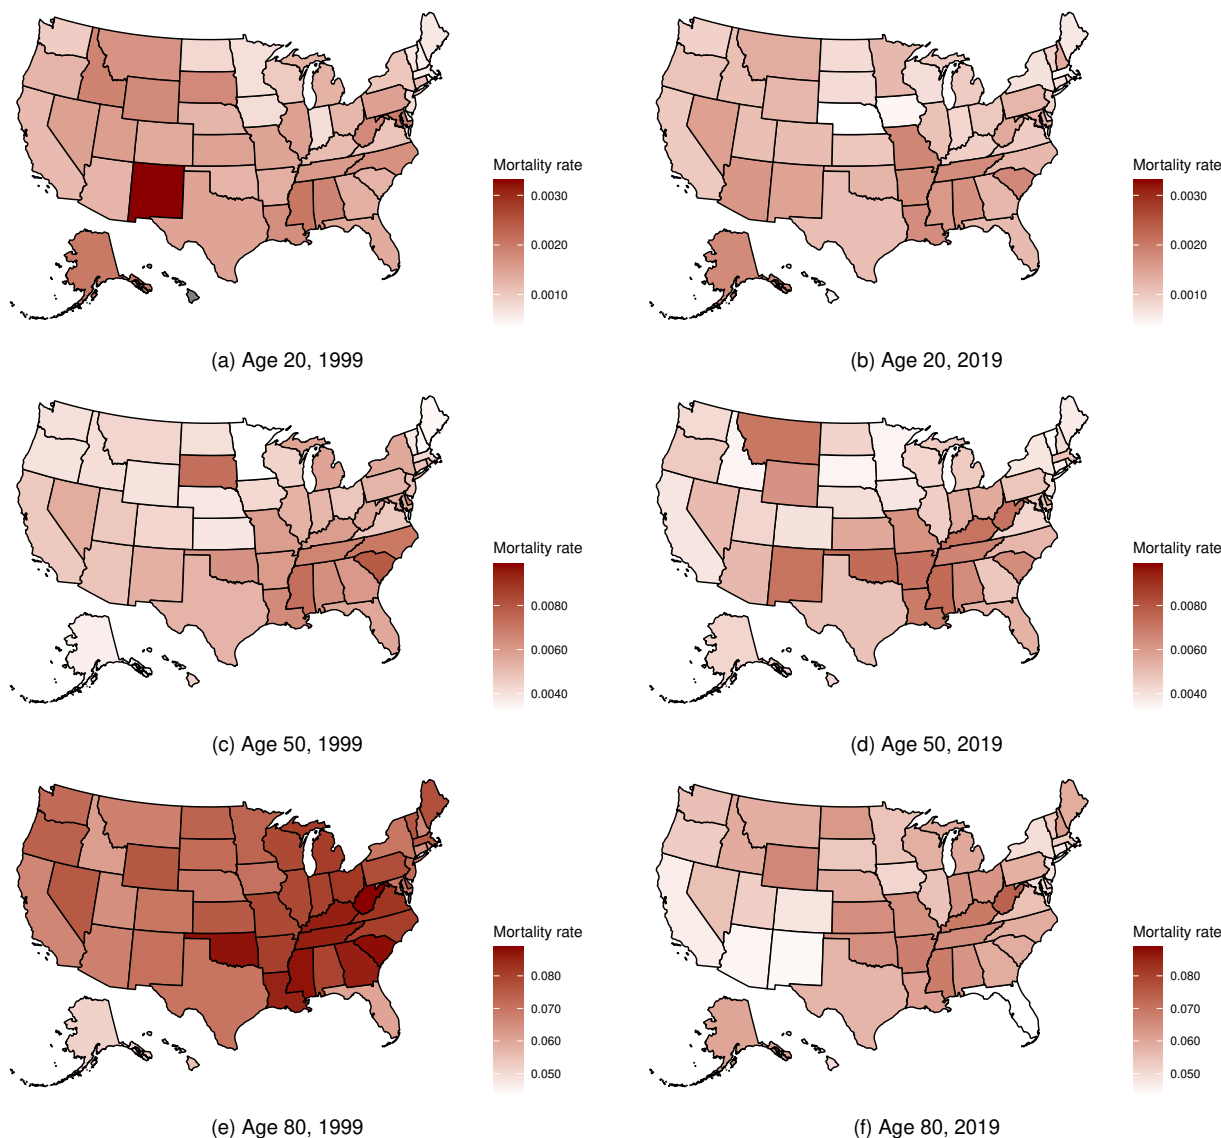 Mortality rate
0.0030
0.0020
0.0010
(a) Age 20, 1999
Mortality rate
0.0030
0.0020
0.0010
(b) Age 20, 2019
Mortality rate
0.0080
0.0060
0.0040
(c) Age 50, 1999
Mortality rate
0.0080
0.0060
0.0040
(d) Age 50, 2019
Mortality rate
0.080
0.070
0.060
0.050
(e) Age 80, 1999
Mortality rate
0.080
0.070
0.060
0.050
(f) Age 80, 2019